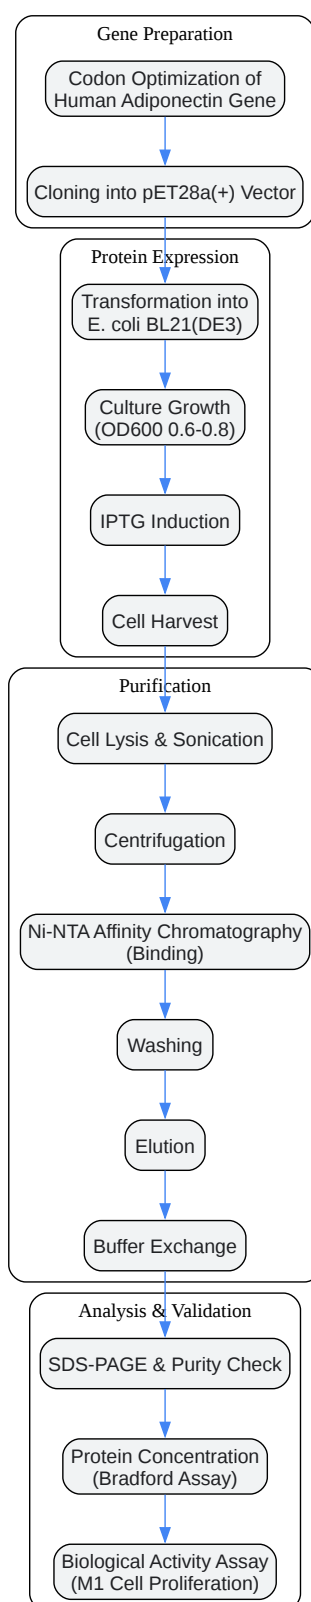 Gene Preparation
Codon Optimization of
Human Adiponectin Gene
Cloning into pET28a(+) Vector
Protein Expression
Transformation into
E. coli BL21(DE3)
Culture Growth
(OD600 0.6-0.8)
IPTG Induction
Cell Harvest
Purification
Cell Lysis & Sonication
Centrifugation
Ni-NTA Affinity Chromatography
(Binding)
Washing
Elution
Buffer Exchange
Analysis & Validation
SDS-PAGE & Purity Check
Protein Concentration
(Bradford Assay)
Biological Activity Assay
(M1 Cell Proliferation)